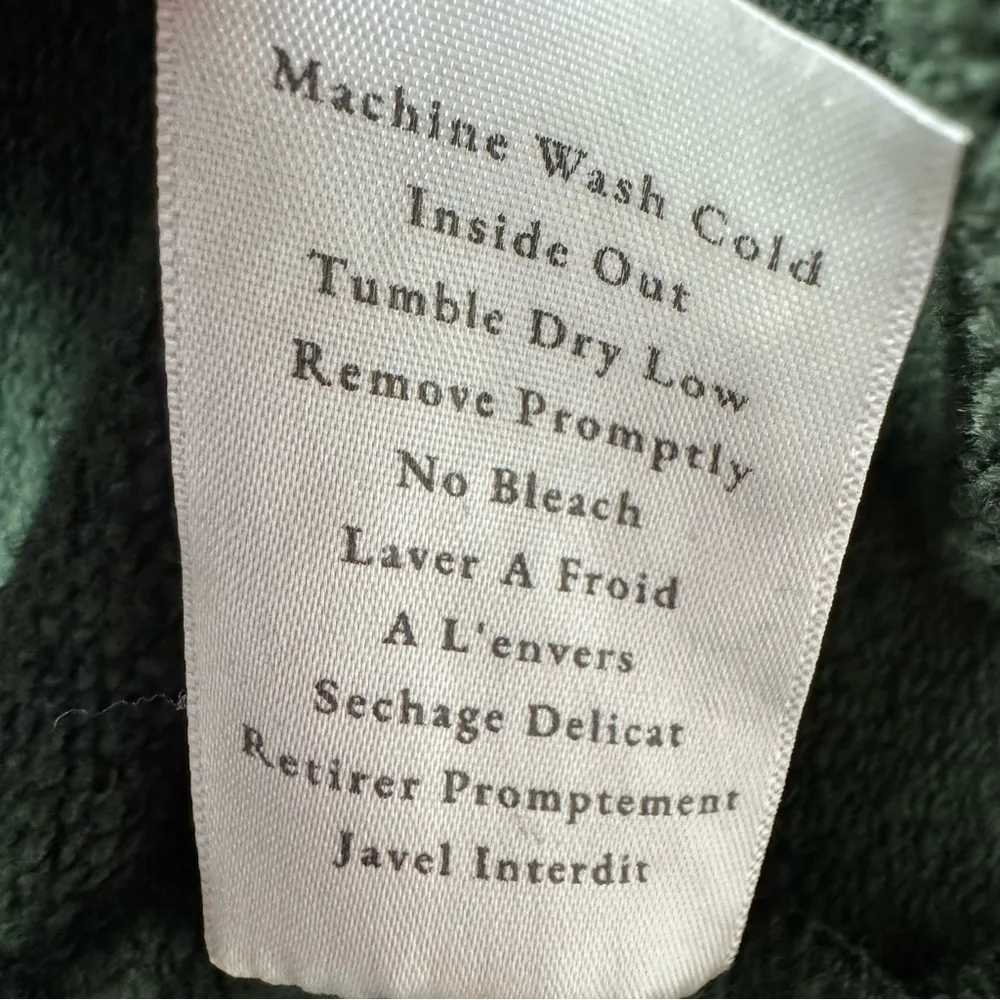 Machine Wash Cold
Inside Out
Tumble Dry Low
Remove Promptly
No Bleach
Laver A Froid
A L'envers
Sechage Delicat
Retirer Promptement
Javel Interdit